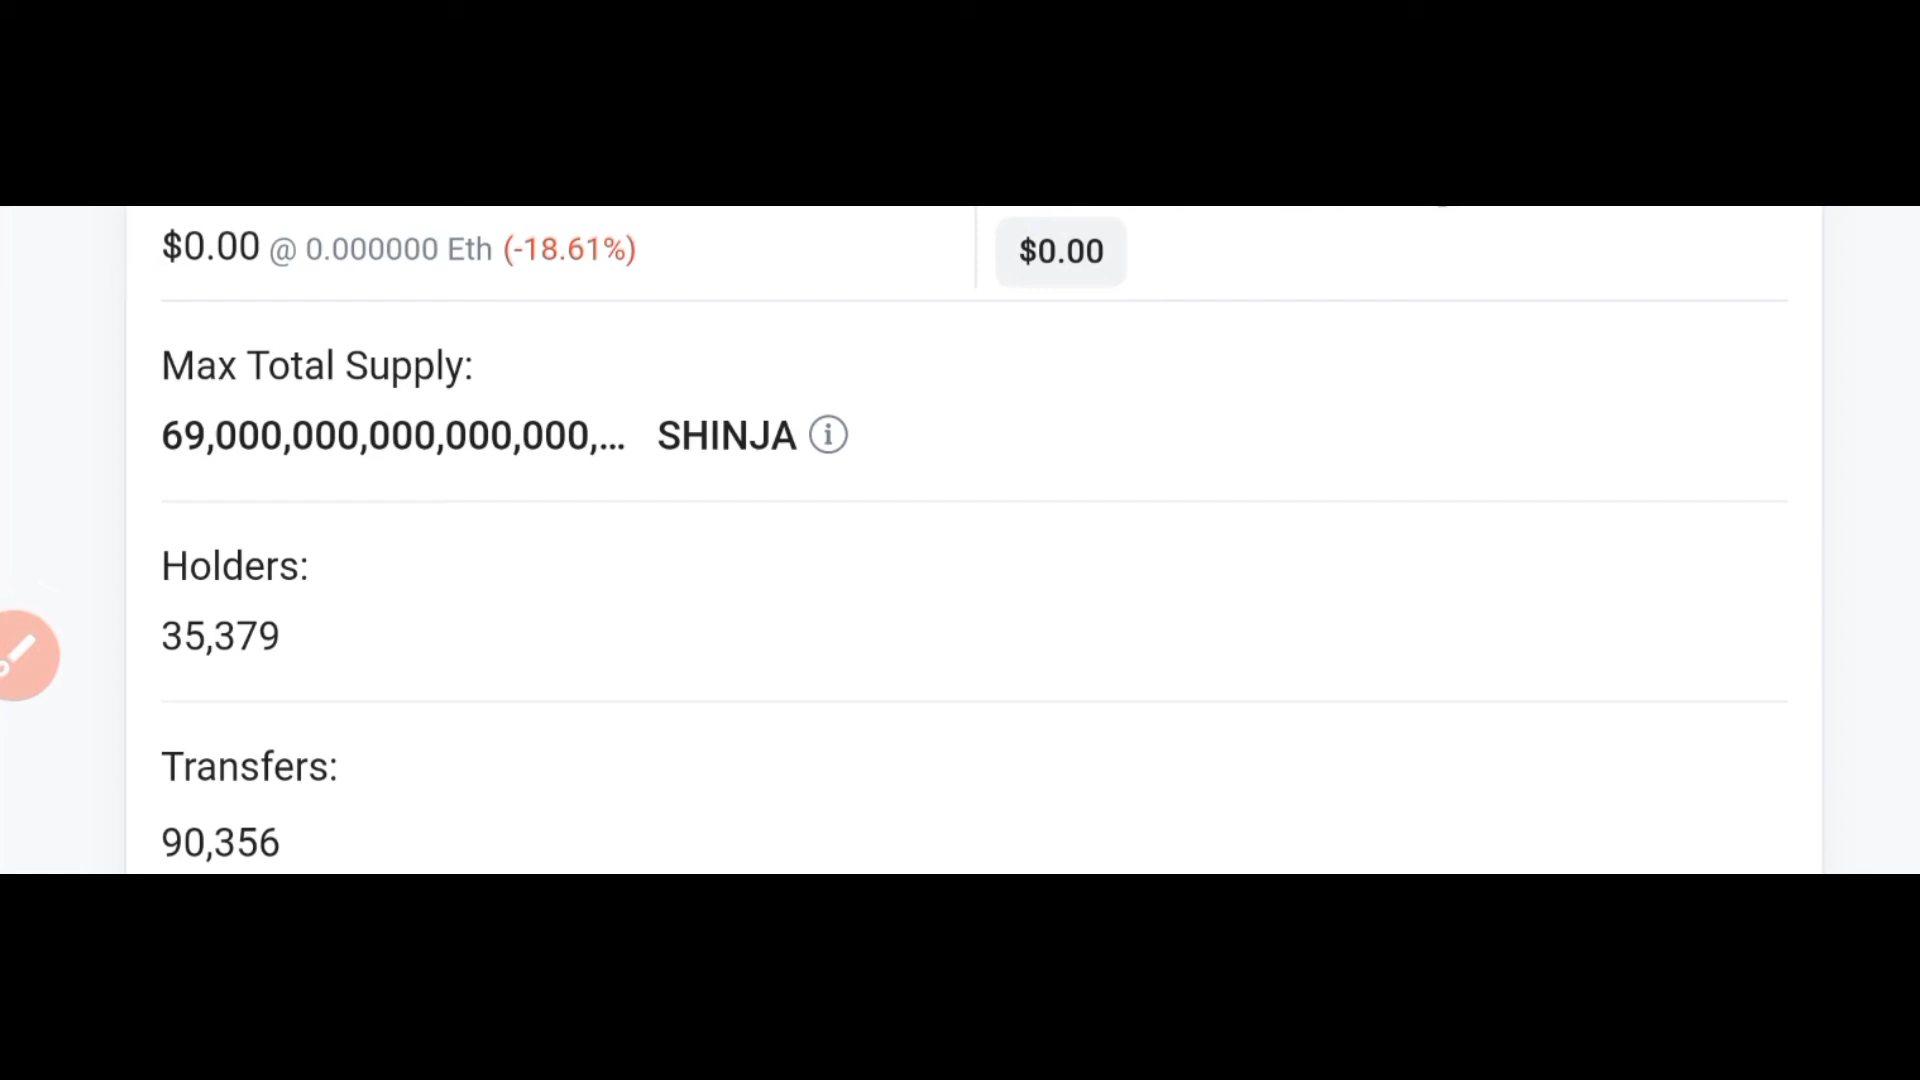 $0.00 @ 0.000000 Eth (-18.61%)
$0.00
Max Total Supply:
69,000,000,000,000,000,... SHINJA
Holders:
35,379
Transfers:
90,356